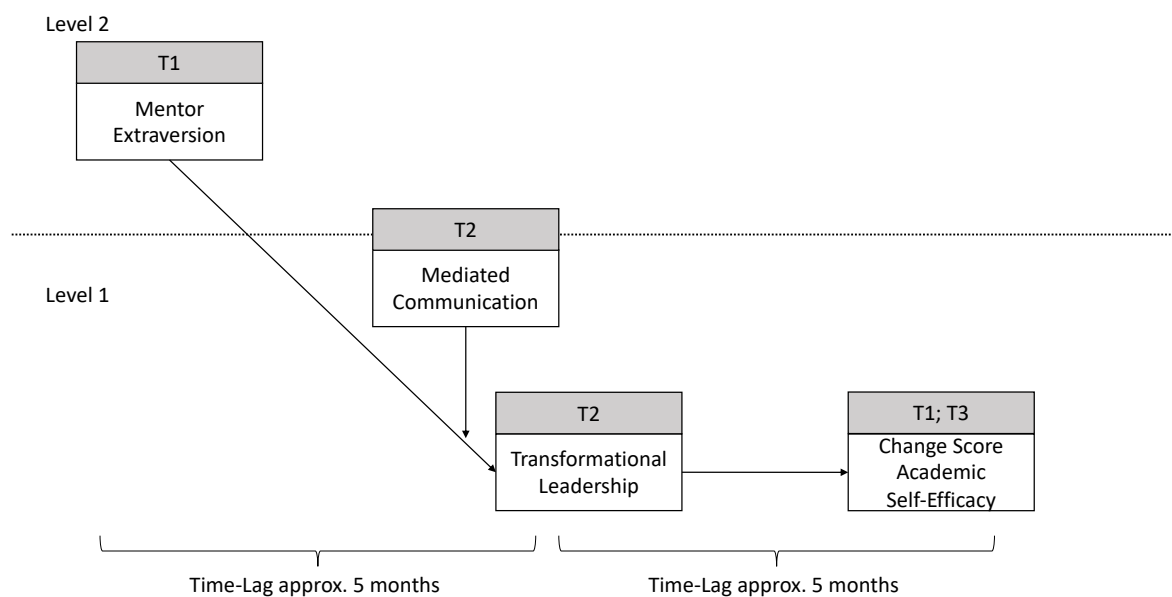 Level 2
T1
Mentor
Extraversion
T2
Mediated
Communication
Level 1
T2
Transformational
Leadership
T1; T3
Change Score
Academic
Self-Efficacy
Time-Lag approx. 5 months
Time-Lag approx. 5 months